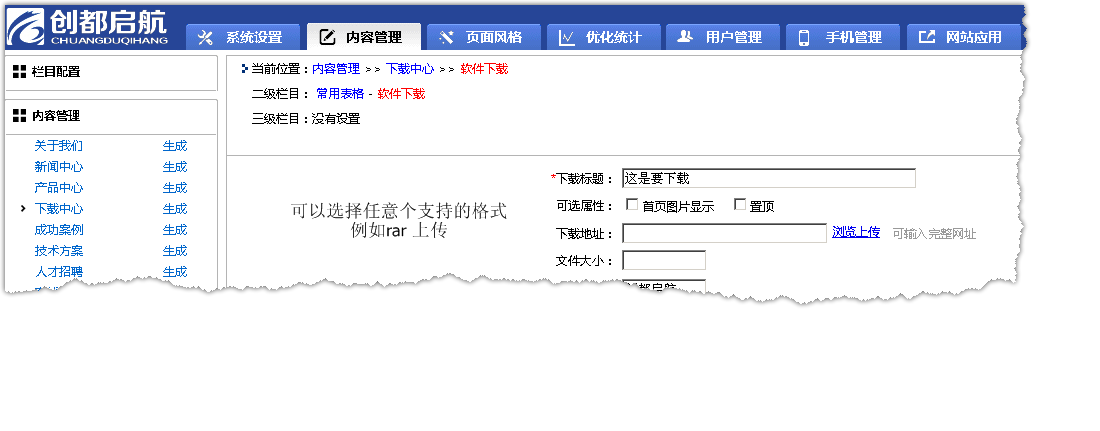 创都启航
CHUANGDUQIHANG
系统设置 内容管理 页面风格 优化统计 用户管理 手机管理 网站应用
栏目配置
内容管理
关于我们 生成
新闻中心 生成
产品中心 生成
下载中心 生成
成功案例 生成
技术方案 生成
人才招聘 生成
当前位置：内容管理 >> 下载中心 >> 软件下载
二级栏目： 常用表格 - 软件下载
三级栏目：没有设置
可以选择任意个支持的格式
例如rar 上传
*下载标题： 这是要下载
可选属性： 首页图片显示 置顶
下载地址： 浏览上传 可输入完整网址
文件大小：